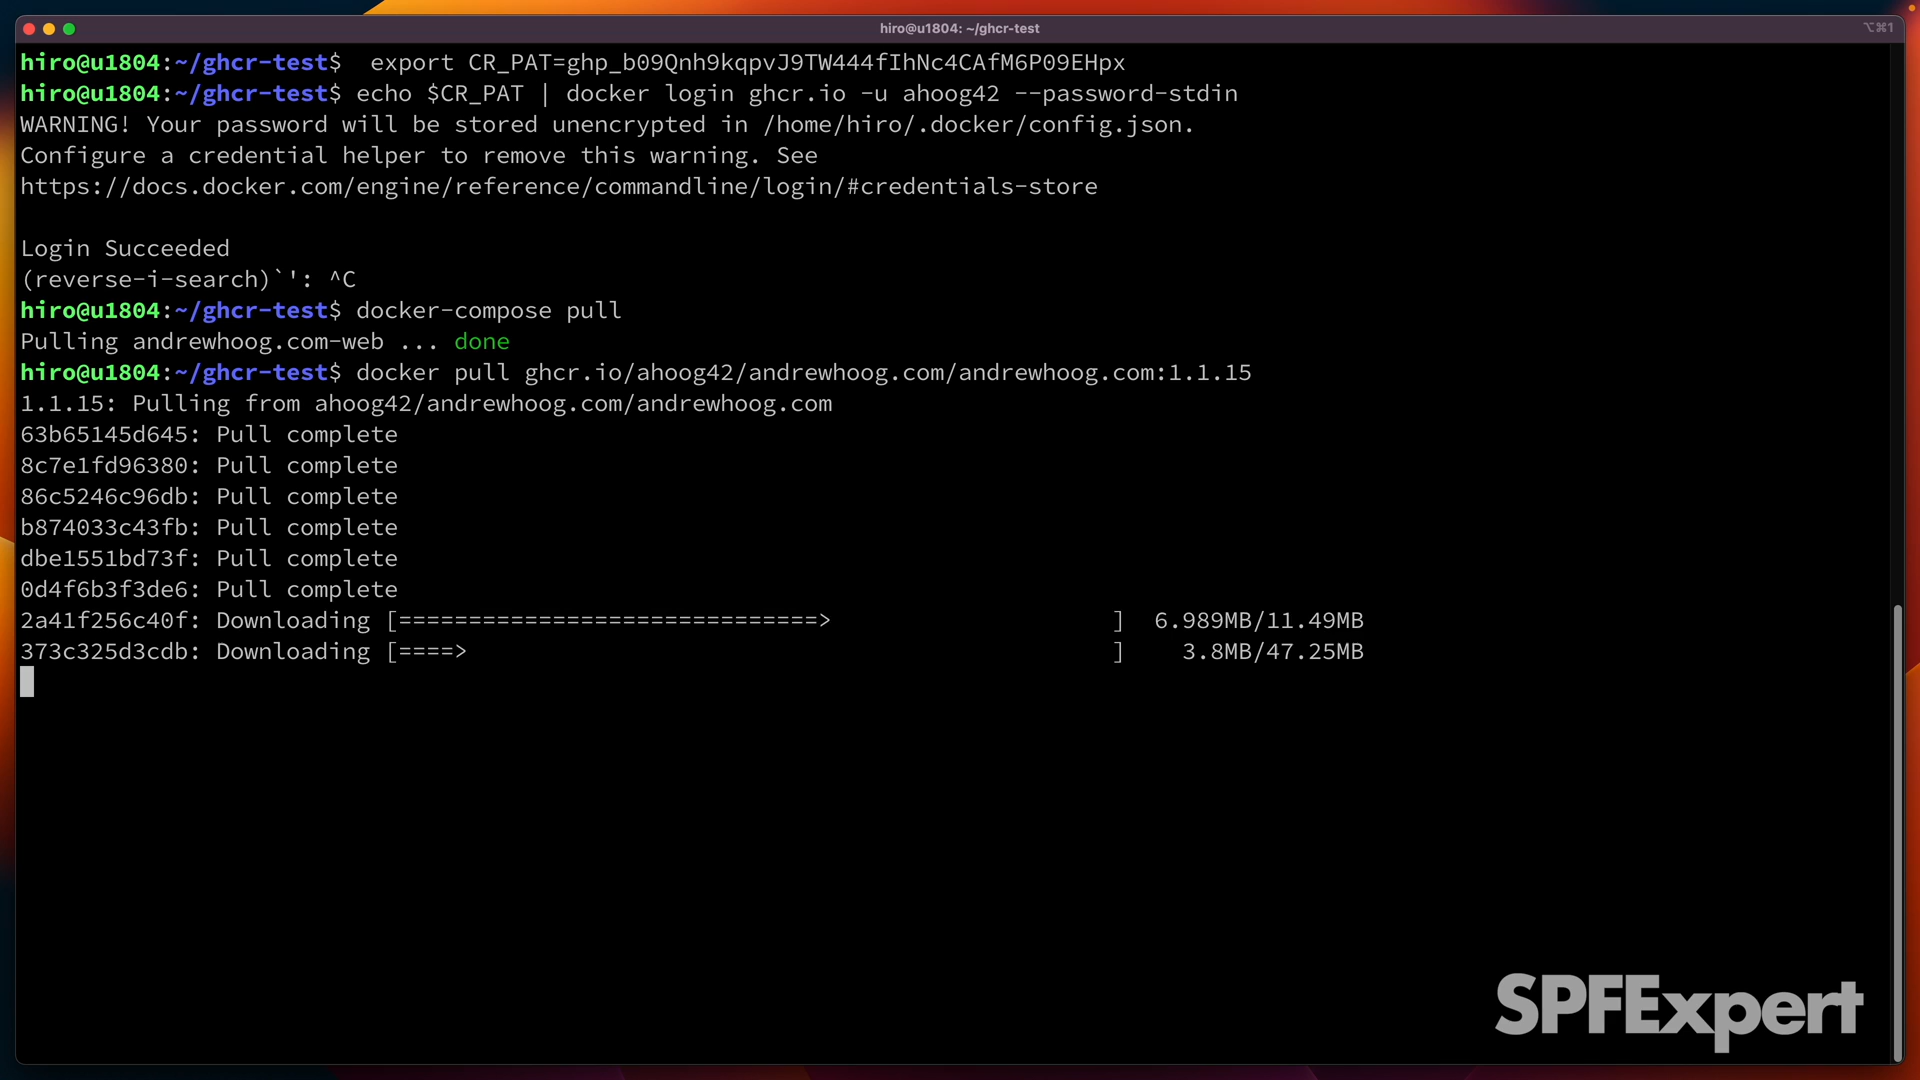 hiro@u1804: ~/ghcr-test
⌥⌘1
hiro@u1804:~/ghcr-test$  export CR_PAT=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
hiro@u1804:~/ghcr-test$ echo $CR_PAT | docker login ghcr.io -u ahoog42 --password-stdin
WARNING! Your password will be stored unencrypted in /home/hiro/.docker/config.json.
Configure a credential helper to remove this warning. See
https://docs.docker.com/engine/reference/commandline/login/#credentials-store
Login Succeeded
(reverse-i-search)`': ^C
hiro@u1804:~/ghcr-test$ docker-compose pull
Pulling andrewhoog.com-web ... done
hiro@u1804:~/ghcr-test$ docker pull ghcr.io/ahoog42/andrewhoog.com/andrewhoog.com:1.1.15
1.1.15: Pulling from ahoog42/andrewhoog.com/andrewhoog.com
63b65145d645: Pull complete
8c7e1fd96380: Pull complete
86c5246c96db: Pull complete
b874033c43fb: Pull complete
dbe1551bd73f: Pull complete
0d4f6b3f3de6: Pull complete
2a41f256c40f: Downloading [==============================>                    ]  6.989MB/11.49MB
373c325d3cdb: Downloading [====>                                              ]    3.8MB/47.25MB
SPFExpert